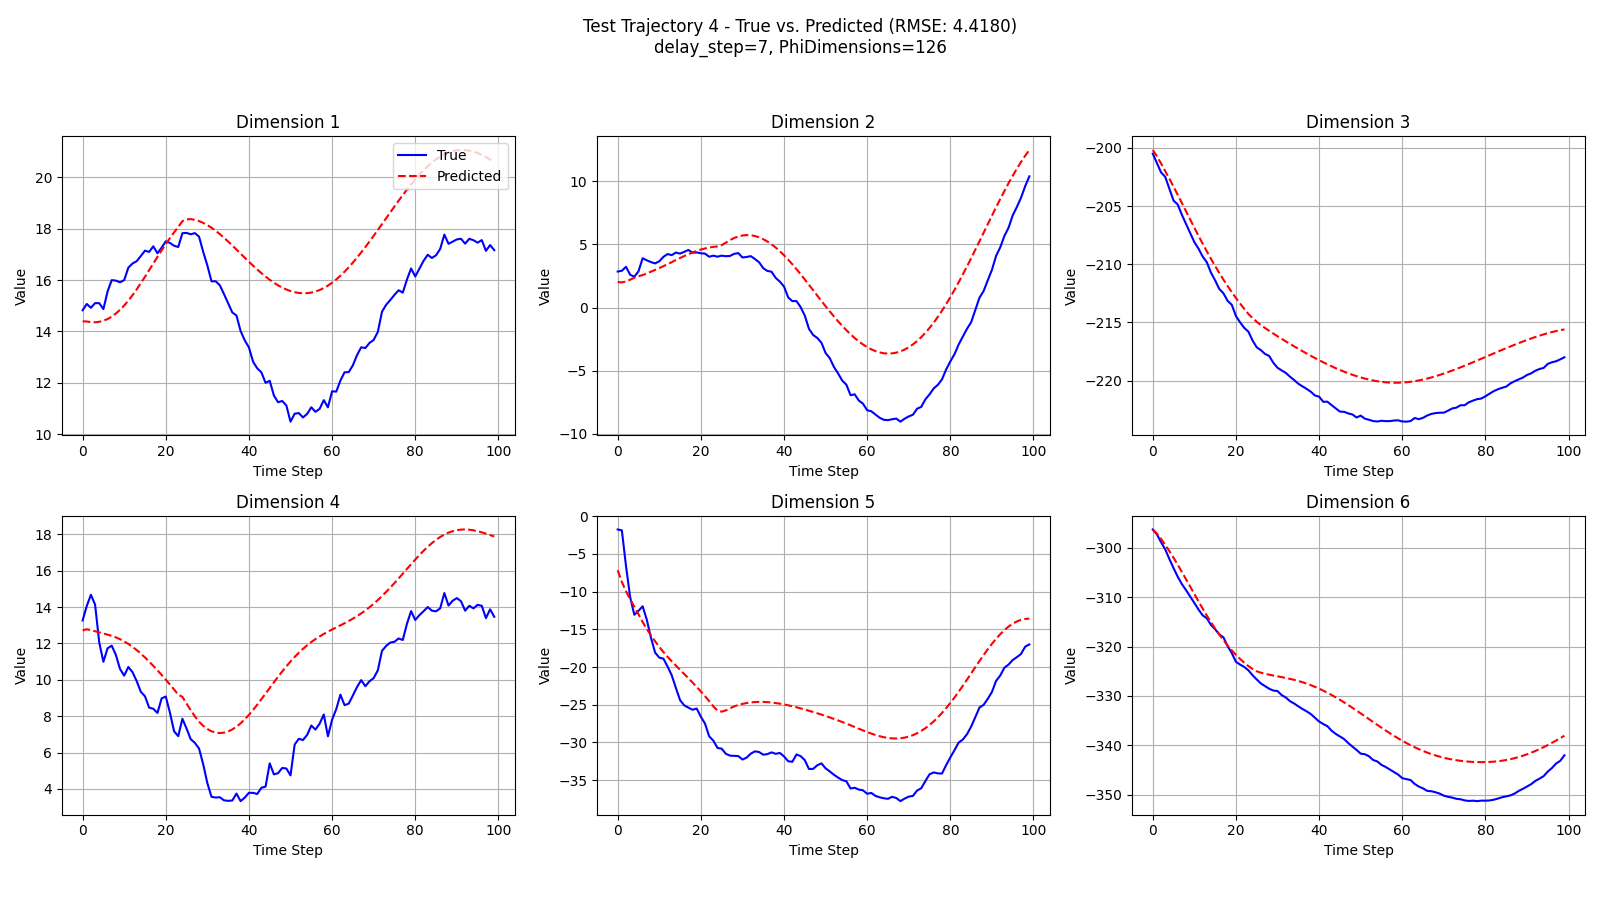 Test Trajectory 4 - True vs. Predicted (RMSE: 4.4180)
delay_step=7, PhiDimensions=126
Dimension 1
Value
20
18
16
14
12
10
0 20 40 60 80 100
Time Step
True
Predicted
Dimension 2
Value
10
5
0
−5
−10
0 20 40 60 80 100
Time Step
Dimension 3
Value
−200
−205
−210
−215
−220
0 20 40 60 80 100
Time Step
Dimension 4
Value
18
16
14
12
10
8
6
4
0 20 40 60 80 100
Time Step
Dimension 5
Value
0
−5
−10
−15
−20
−25
−30
−35
0 20 40 60 80 100
Time Step
Dimension 6
Value
−300
−310
−320
−330
−340
−350
0 20 40 60 80 100
Time Step